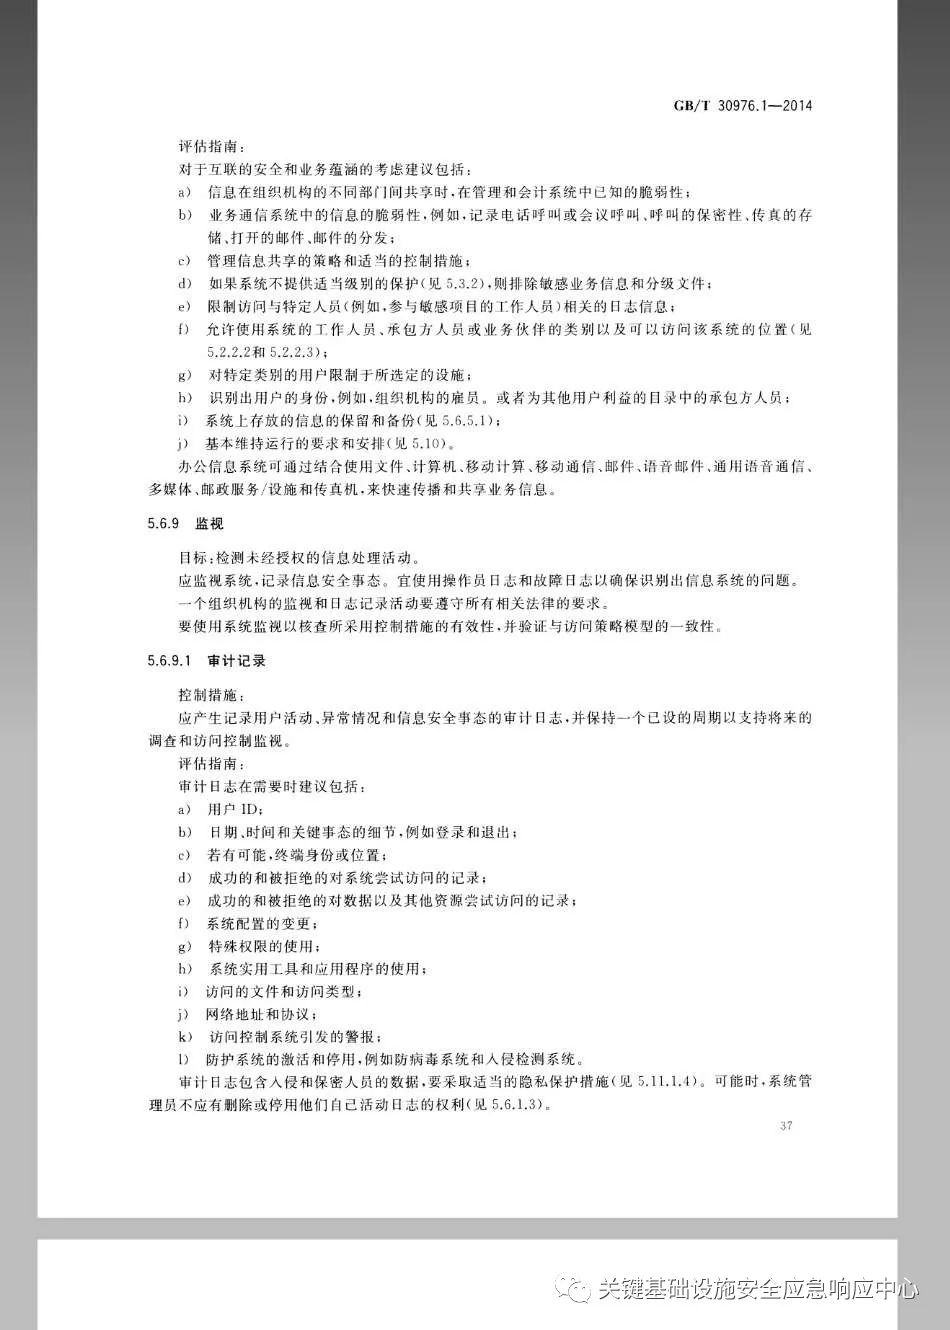 GB/T 30976.1—2014
评估指南：
对于互联的安全和业务蕴涵的考虑建议包括：
a） 信息在组织机构的不同部门间共享时，在管理和会计系统中已知的脆弱性；
b） 业务通信系统中的信息的脆弱性，例如，记录电话呼叫或会议呼叫、呼叫的保密性、传真的存
储、打开的邮件、邮件的分发；
c） 管理信息共享的策略和适当的控制措施；
d） 如果系统不提供适当级别的保护（见 5.3.2），则排除敏感业务信息和分级文件；
e） 限制访问与特定人员（例如，参与敏感项目的工作人员）相关的日志信息；
f） 允许使用系统的工作人员、承包方人员或业务伙伴的类别以及可以访问该系统的位置（见
5.2.2.2和 5.2.2.3）；
g） 对特定类别的用户限制于所选定的设施；
h） 识别出用户的身份，例如，组织机构的雇员。或者为其他用户利益的目录中的承包方人员；
i） 系统上存放的信息的保留和备份（见 5.6.5.1）；
j） 基本维持运行的要求和安排（见 5.10）。
办公信息系统可通过结合使用文件、计算机、移动计算、移动通信、邮件、语音邮件、通用语音通信、
多媒体、邮政服务/设施和传真机，来快速传播和共享业务信息。
5.6.9 监视
目标：检测未经授权的信息处理活动。
应监视系统，记录信息安全事态。宜使用操作员日志和故障日志以确保识别出信息系统的问题。
一个组织机构的监视和日志记录活动要遵守所有相关法律的要求。
要使用系统监视以核查所采用控制措施的有效性，并验证与访问策略模型的一致性。
5.6.9.1 审计记录
控制措施：
应产生记录用户活动、异常情况和信息安全事态的审计日志，并保持一个已设的周期以支持将来的
调查和访问控制监视。
评估指南：
审计日志在需要时建议包括：
a） 用户 ID；
b） 日期、时间和关键事态的细节，例如登录和退出；
c） 若有可能，终端身份或位置；
d） 成功的和被拒绝的对系统尝试访问的记录；
e） 成功的和被拒绝的对数据以及其他资源尝试访问的记录；
f） 系统配置的变更；
g） 特殊权限的使用；
h） 系统实用工具和应用程序的使用；
i） 访问的文件和访问类型；
j） 网络地址和协议；
k） 访问控制系统引发的警报；
l） 防护系统的激活和停用，例如防病毒系统和入侵检测系统。
审计日志包含入侵和保密人员的数据，要采取适当的隐私保护措施（见 5.11.1.4）。可能时，系统管
理员不应有删除或停用他们自己活动日志的权利（见 5.6.1.3）。
37
关键基础设施安全应急响应中心